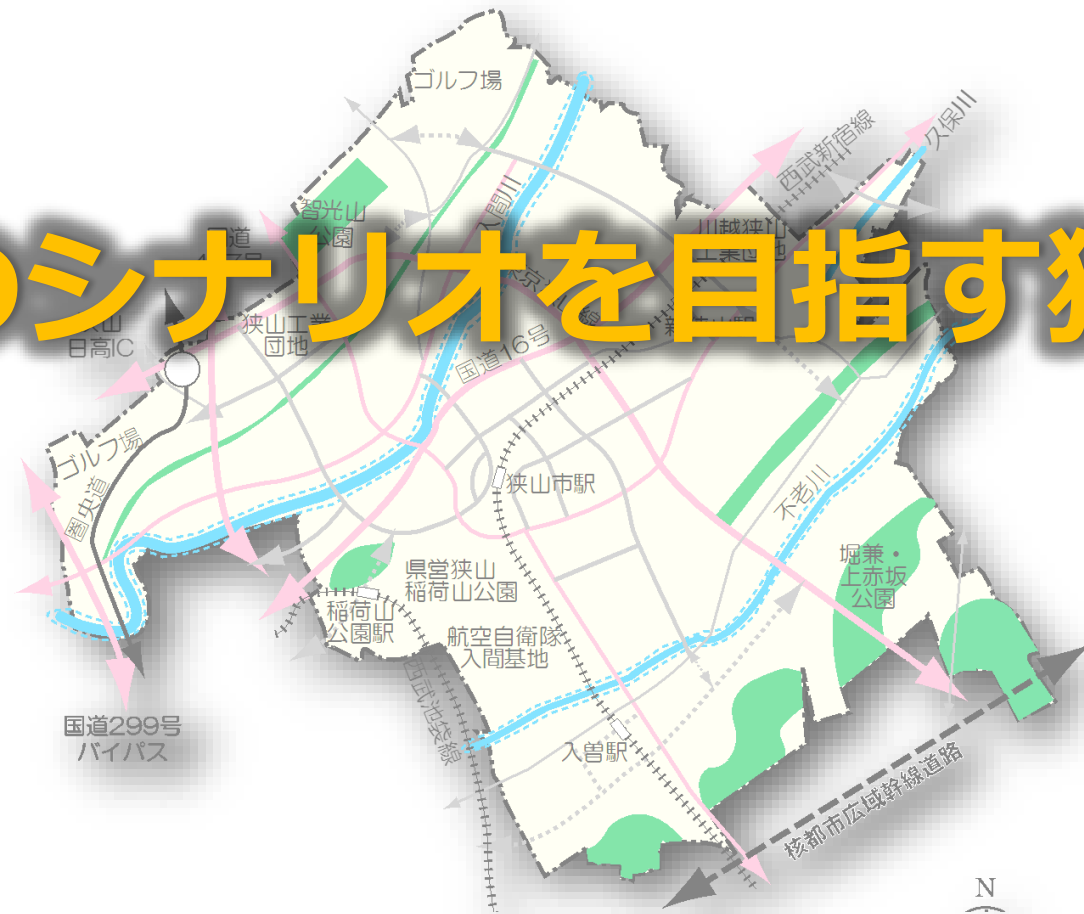 ゴルフ場
久保川
西武新宿線
智光山
公園
入間川
川越狭山
工業団地
国道
のシナリオを目指す狭
狭山
日高IC
狭山工業
団地
国道16号
ゴルフ場
圏央道
狭山市駅
不老川
堀兼・
上赤坂
公園
県営狭山
稲荷山公園
稲荷山
公園駅
航空自衛隊
入間基地
西武池袋線
国道299号
バイパス
入曽駅
核都市広域幹線道路
N